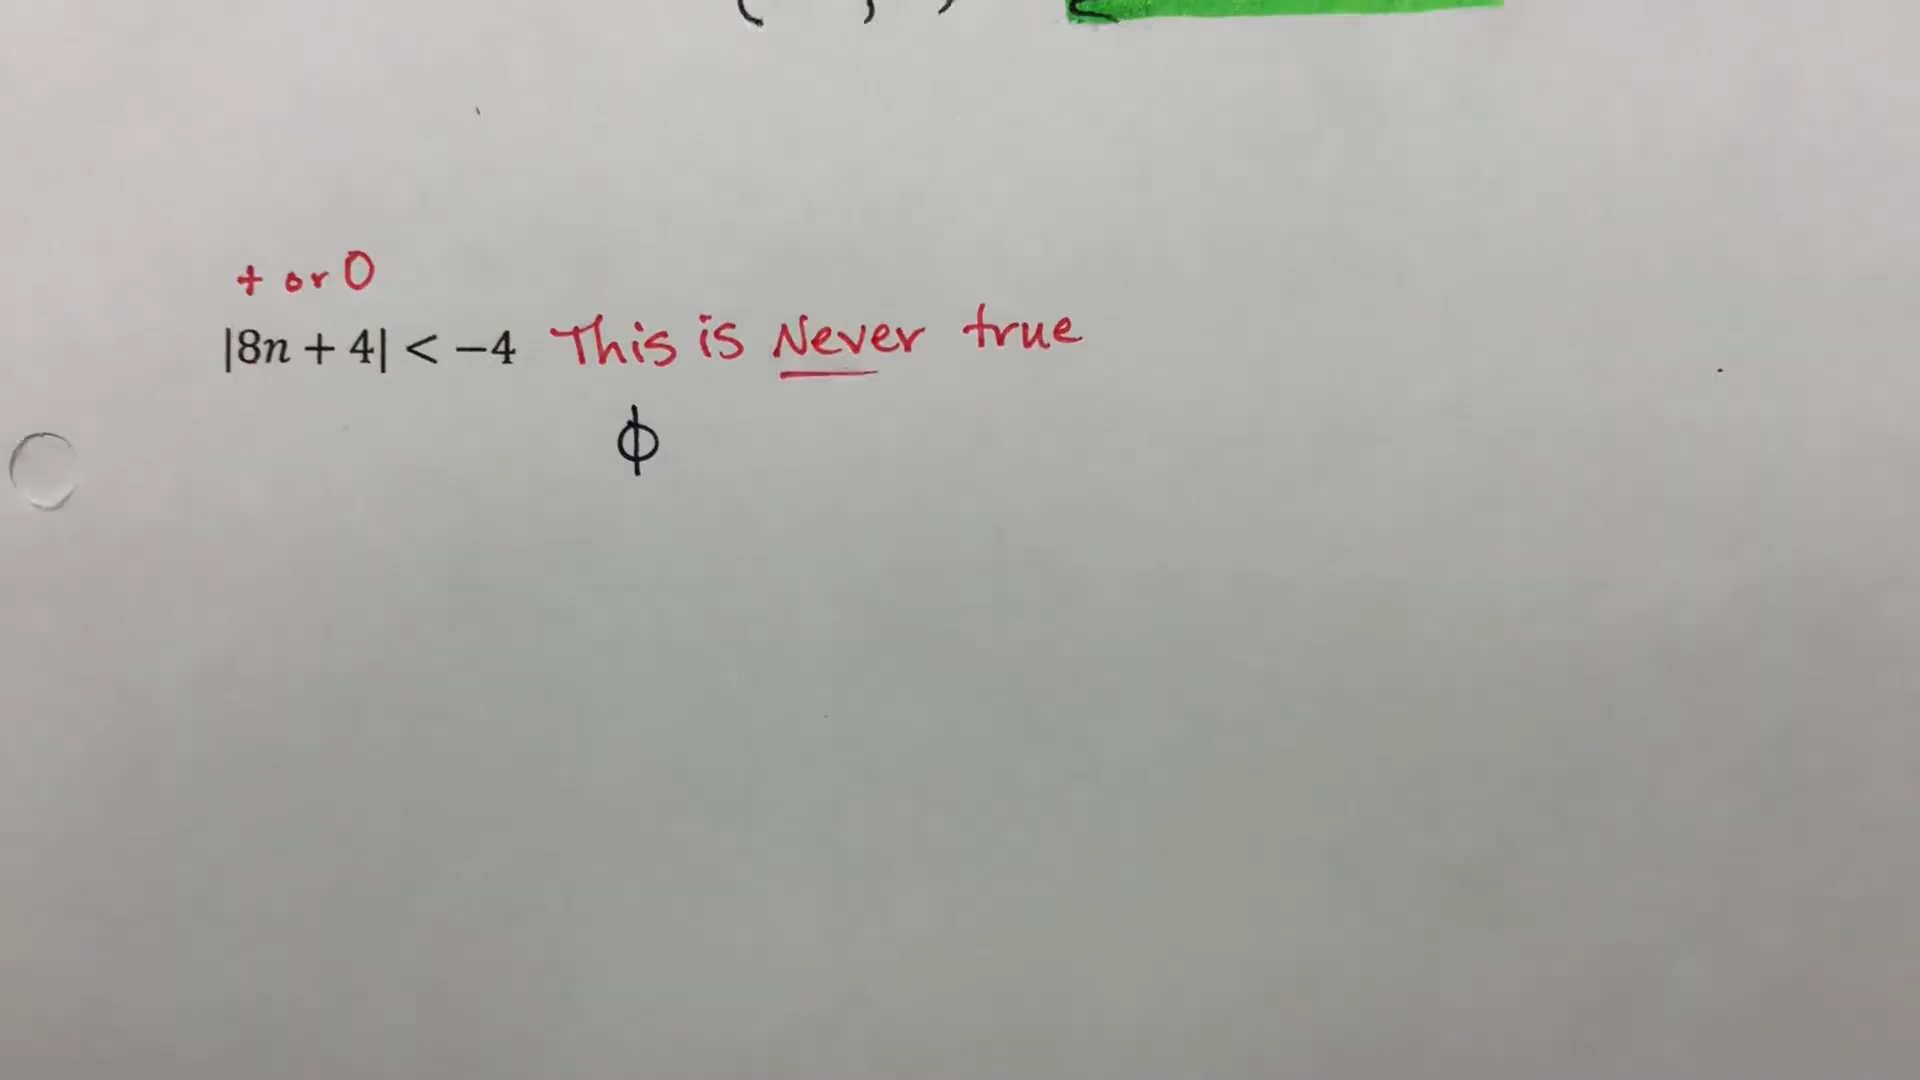 + or 0
|8n + 4| < −4 This is Never true
ϕ